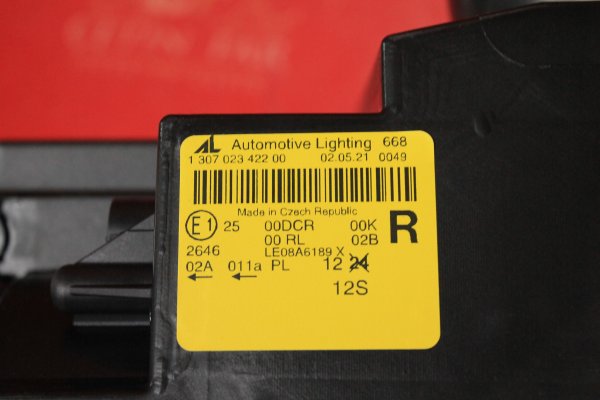 AL Automotive Lighting 668
1 307 023 422 00 02.05.21 0049
Made in Czech Republic
E1 25 00DCR 00K R
00 RL 02B
2646 LE08A6189 X
02A 011a PL 12 24
← ← 12S